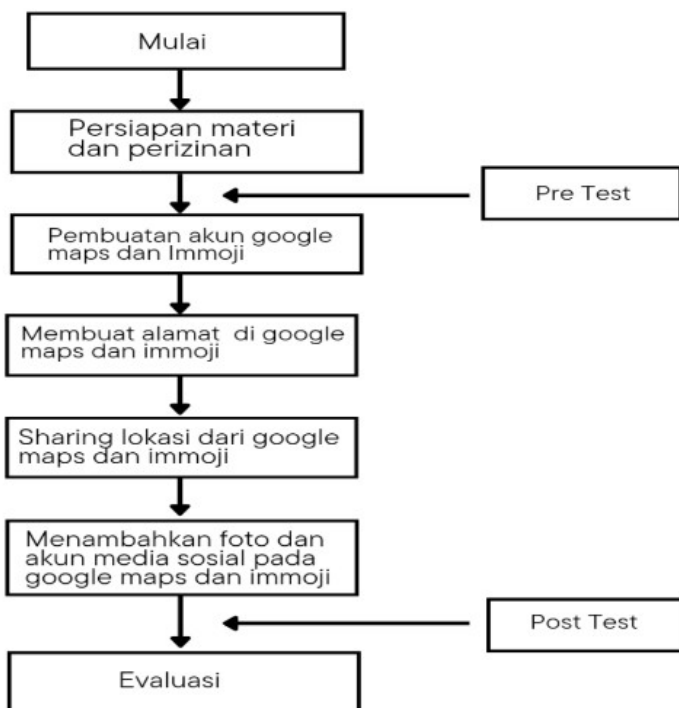 Mulai
Persiapan materi
dan perizinan
Pre Test
Pembuatan akun google
maps dan Immoji
Membuat alamat di google
maps dan immoji
Sharing lokasi dari google
maps dan immoji
Menambahkan foto dan
akun media sosial pada
google maps dan immoji
Post Test
Evaluasi